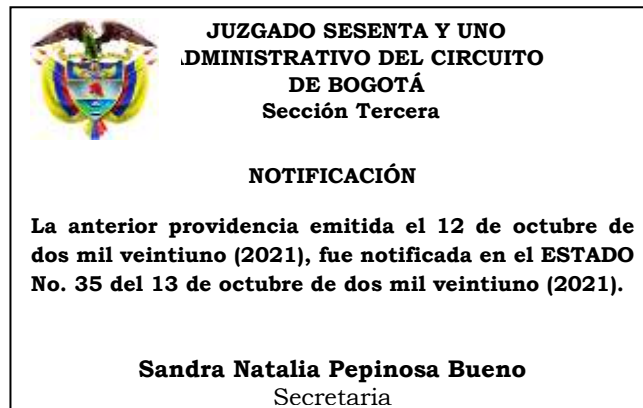 JUZGADO SESENTA Y UNO
ADMINISTRATIVO DEL CIRCUITO
DE BOGOTÁ
Sección Tercera
NOTIFICACIÓN
La anterior providencia emitida el 12 de octubre de
dos mil veintiuno (2021), fue notificada en el ESTADO
No. 35 del 13 de octubre de dos mil veintiuno (2021).
Sandra Natalia Pepinosa Bueno
Secretaria